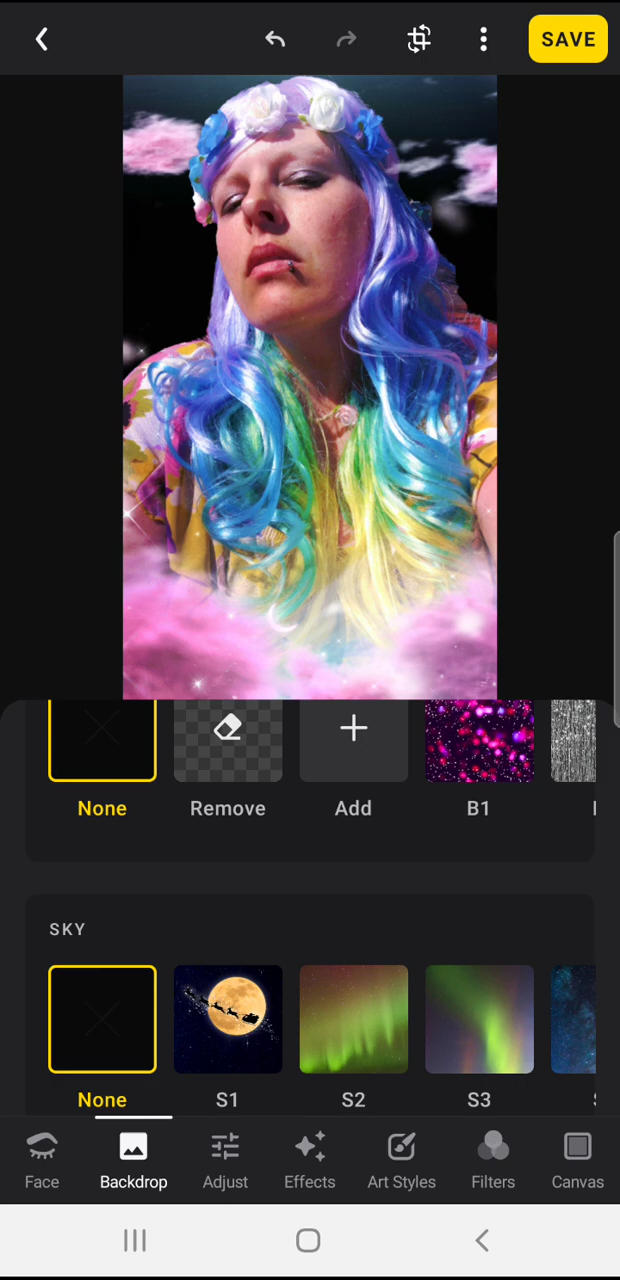 SAVE
None
Remove
Add
B1
SKY
None
S1
S2
S3
Face
Backdrop
Adjust
Effects
Art Styles
Filters
Canvas